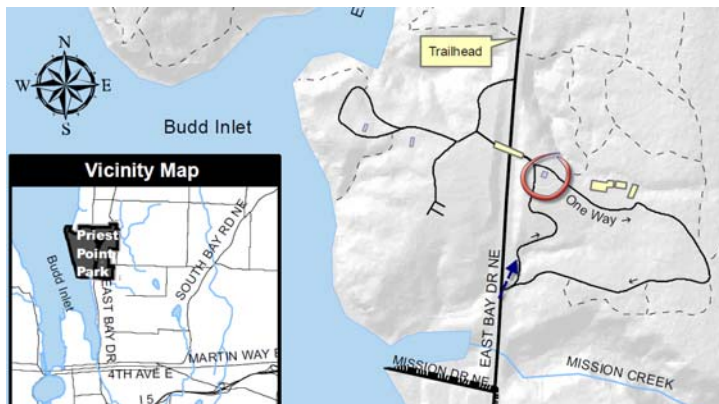 N
W
E
S
E
Trailhead
Budd Inlet
One Way
EAST BAY DR NE
MISSION DR NE
MISSION CREEK
Vicinity Map
Priest
Point
Park
Budd Inlet
EAST BAY DR
SOUTH BAY RD NE
MARTIN WAY E
4TH AVE E
I 5